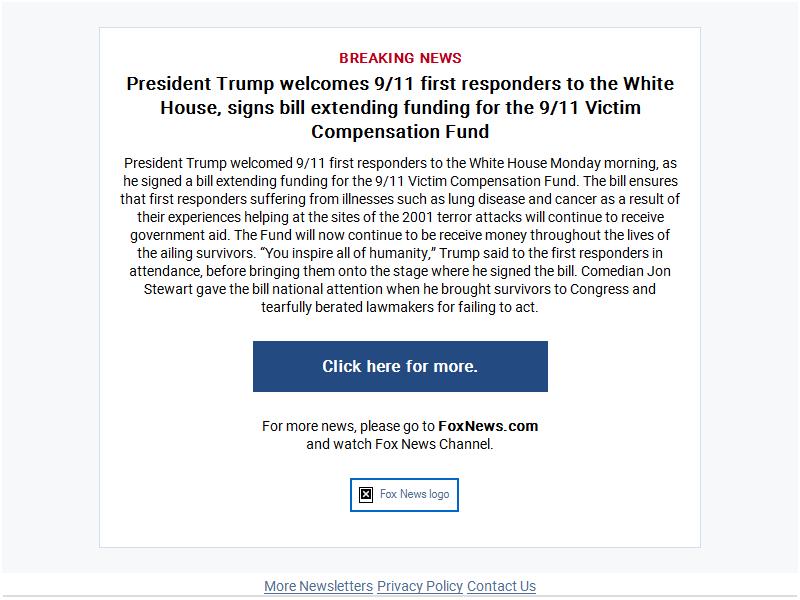 BREAKING NEWS
President Trump welcomes 9/11 first responders to the White
House, signs bill extending funding for the 9/11 Victim
Compensation Fund
President Trump welcomed 9/11 first responders to the White House Monday morning, as
he signed a bill extending funding for the 9/11 Victim Compensation Fund. The bill ensures
that first responders suffering from illnesses such as lung disease and cancer as a result of
their experiences helping at the sites of the 2001 terror attacks will continue to receive
government aid. The Fund will now continue to be receive money throughout the lives of
the ailing survivors. “You inspire all of humanity,” Trump said to the first responders in
attendance, before bringing them onto the stage where he signed the bill. Comedian Jon
Stewart gave the bill national attention when he brought survivors to Congress and
tearfully berated lawmakers for failing to act.
Click here for more.
For more news, please go to FoxNews.com
and watch Fox News Channel.
Fox News logo
More Newsletters Privacy Policy Contact Us